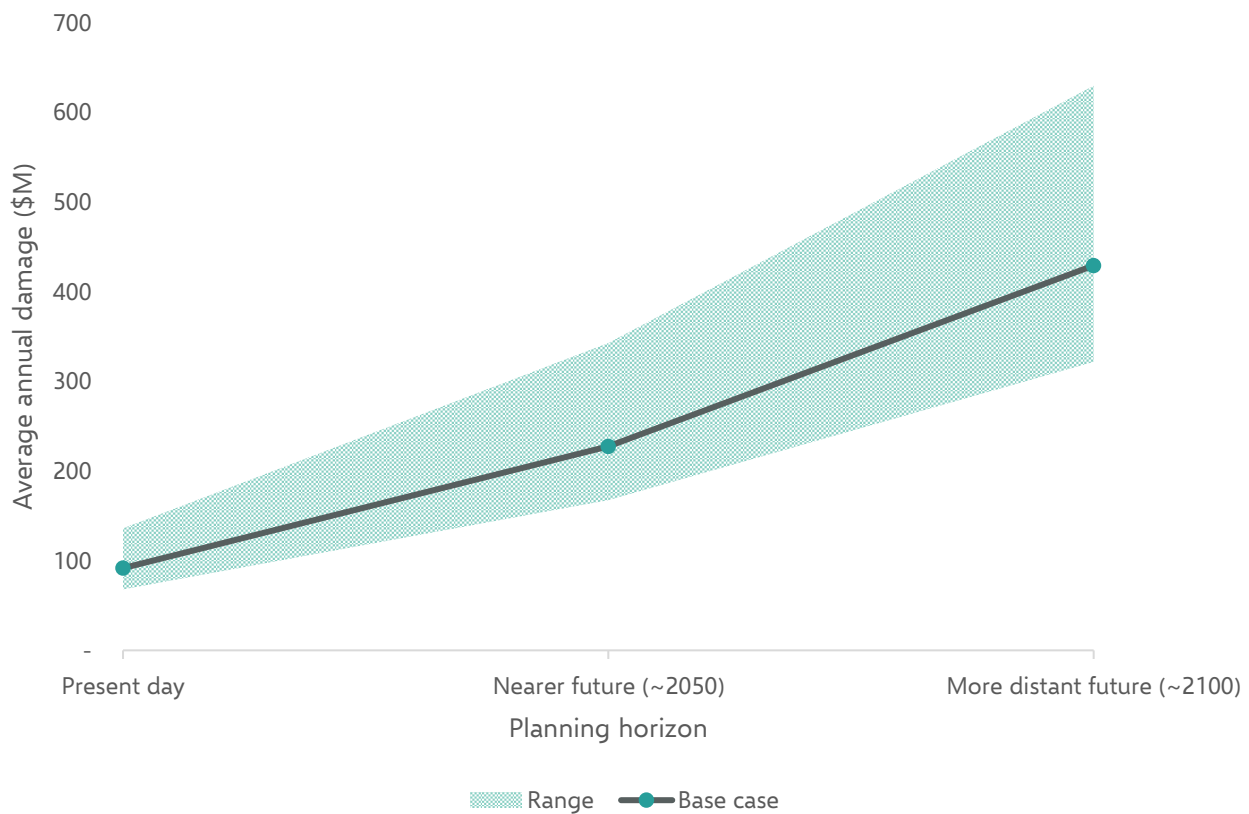 700
600
500
400
300
200
100
-
Average annual damage ($M)
Present day
Nearer future (~2050)
More distant future (~2100)
Planning horizon
Range
Base case